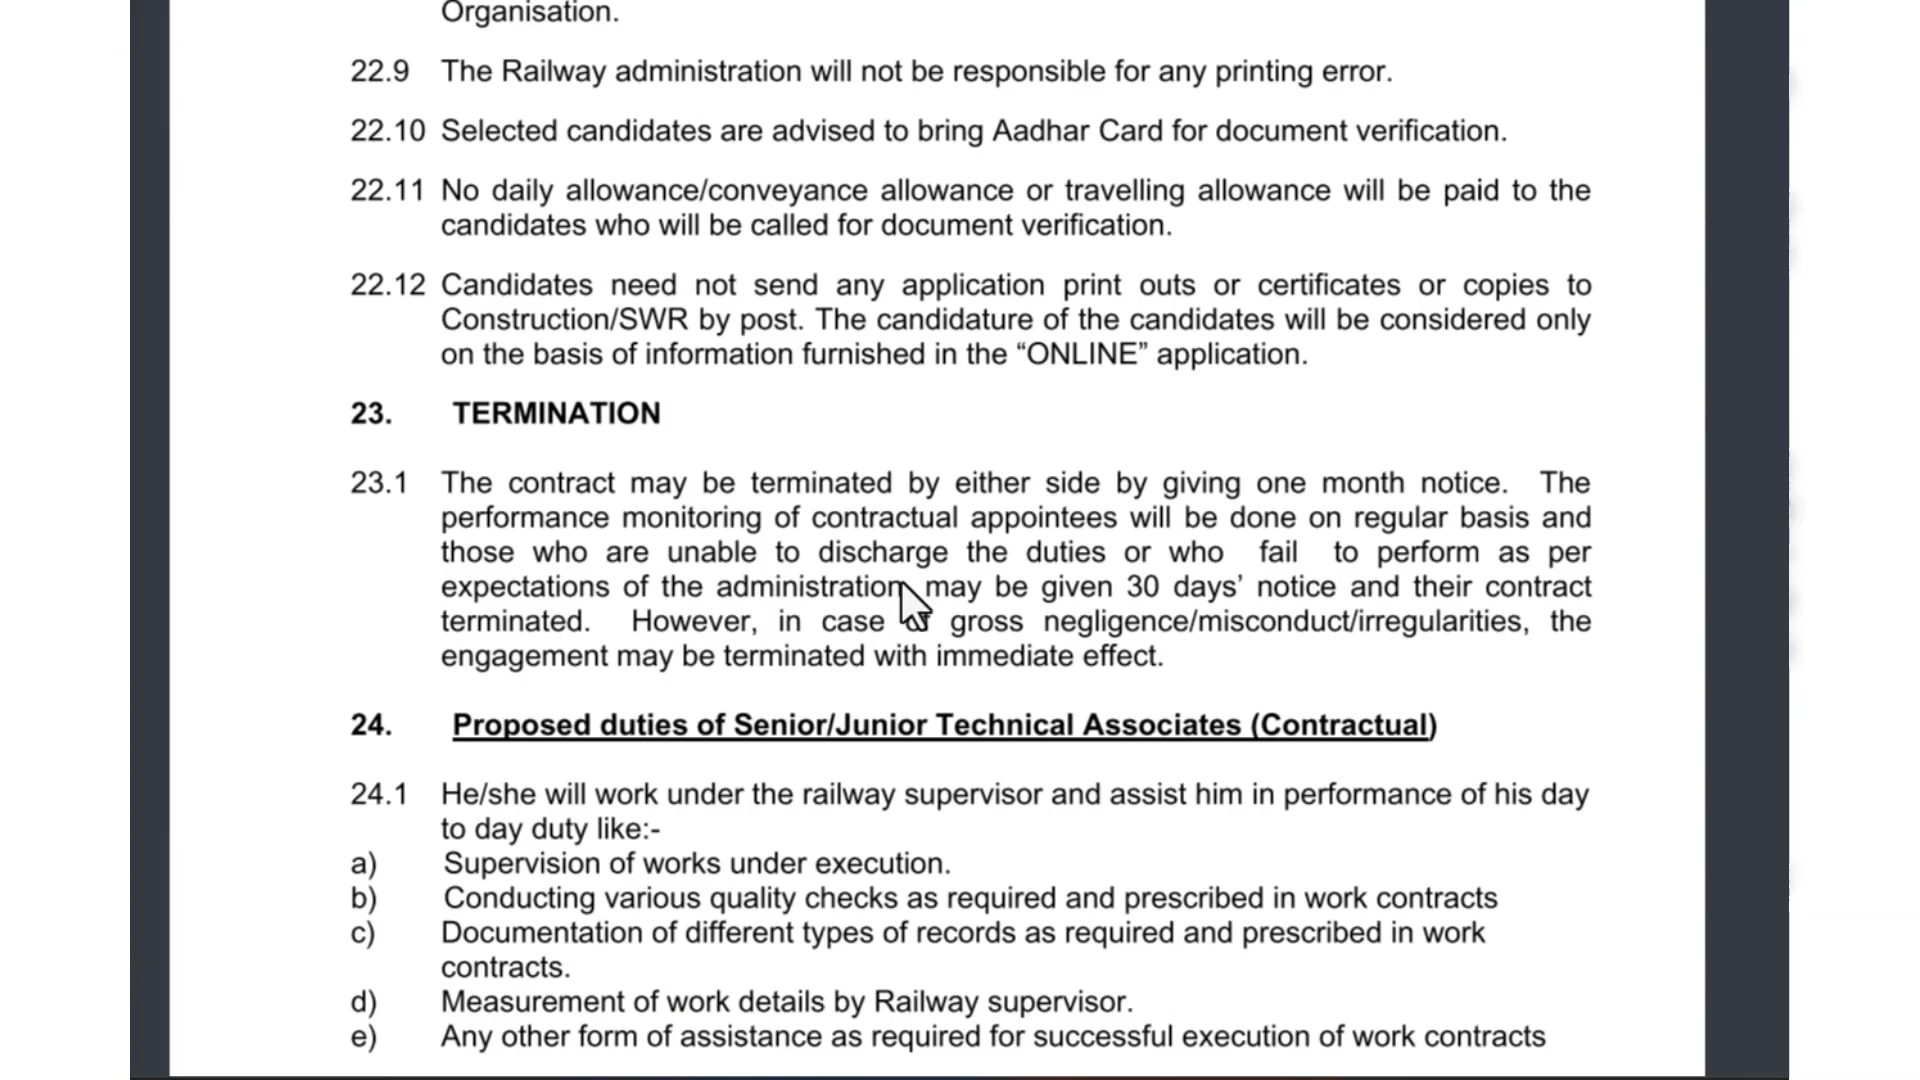 Organisation.
22.9 The Railway administration will not be responsible for any printing error.
22.10 Selected candidates are advised to bring Aadhar Card for document verification.
22.11 No daily allowance/conveyance allowance or travelling allowance will be paid to the
candidates who will be called for document verification.
22.12 Candidates need not send any application print outs or certificates or copies to
Construction/SWR by post. The candidature of the candidates will be considered only
on the basis of information furnished in the “ONLINE” application.
23. TERMINATION
23.1 The contract may be terminated by either side by giving one month notice. The
performance monitoring of contractual appointees will be done on regular basis and
those who are unable to discharge the duties or who fail to perform as per
expectations of the administration may be given 30 days’ notice and their contract
terminated. However, in case gross negligence/misconduct/irregularities, the
engagement may be terminated with immediate effect.
24. Proposed duties of Senior/Junior Technical Associates (Contractual)
24.1 He/she will work under the railway supervisor and assist him in performance of his day
to day duty like:-
a) Supervision of works under execution.
b) Conducting various quality checks as required and prescribed in work contracts
c) Documentation of different types of records as required and prescribed in work
contracts.
d) Measurement of work details by Railway supervisor.
e) Any other form of assistance as required for successful execution of work contracts